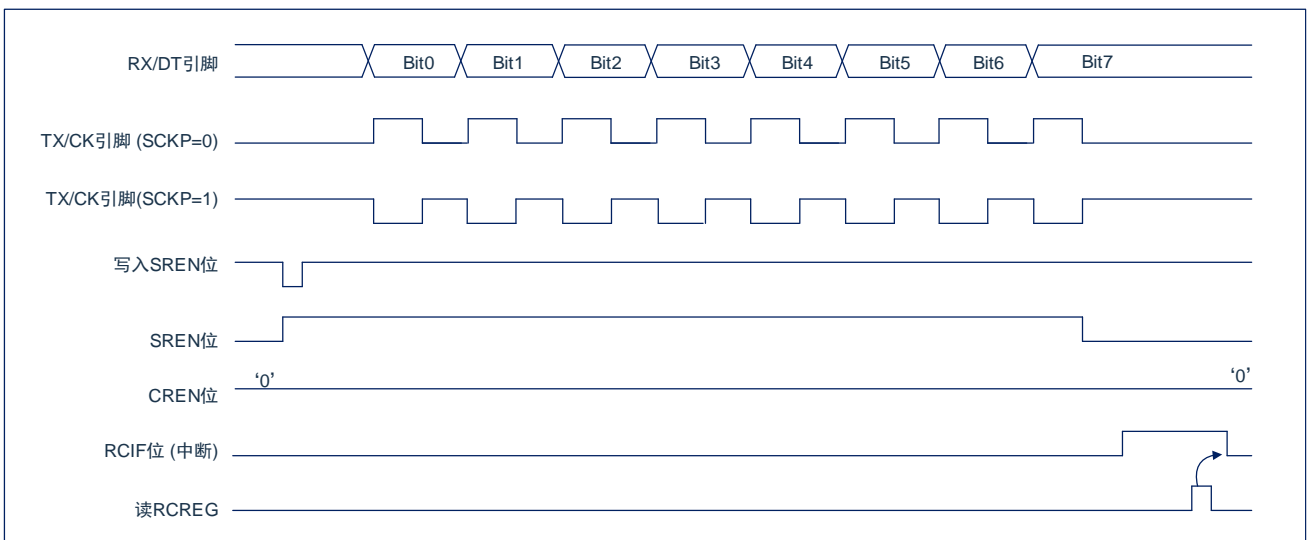 RX/DT引脚 Bit0 Bit1 Bit2 Bit3 Bit4 Bit5 Bit6 Bit7
TX/CK引脚 (SCKP=0)
TX/CK引脚(SCKP=1)
写入SREN位
SREN位
CREN位 ‘0’ ‘0’
RCIF位 (中断)
读RCREG